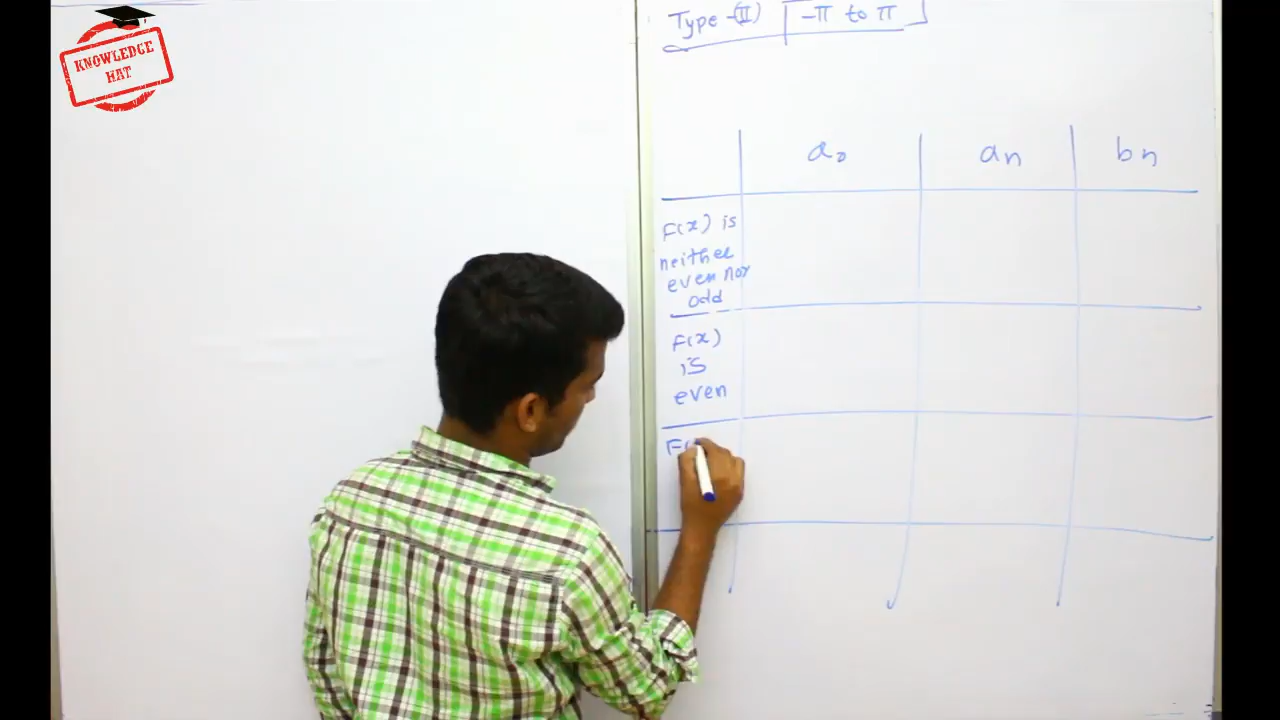 KNOWLEDGE
HAT
Type-(II) -π to π
a₀ an bn
F(x) is
neither
even nor
odd
F(x)
is
even
F(